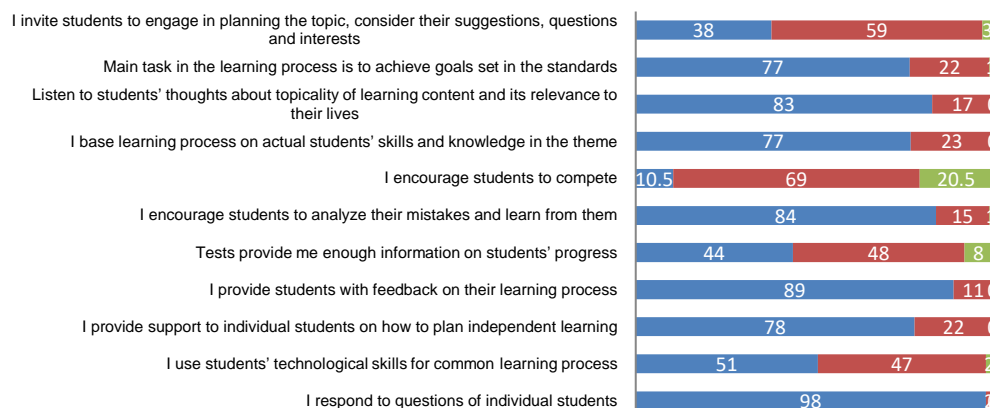 I invite students to engage in planning the topic, consider their suggestions, questions
and interests
38 59 3
Main task in the learning process is to achieve goals set in the standards
77 22
Listen to students' thoughts about topicality of learning content and its relevance to
their lives
83 17
I base learning process on actual students' skills and knowledge in the theme
77 23
I encourage students to compete
10.5 69 20.5
I encourage students to analyze their mistakes and learn from them
84 15
Tests provide me enough information on students' progress
44 48 8
I provide students with feedback on their learning process
89 11
I provide support to individual students on how to plan independent learning
78 22
I use students' technological skills for common learning process
51 47 2
I respond to questions of individual students
98